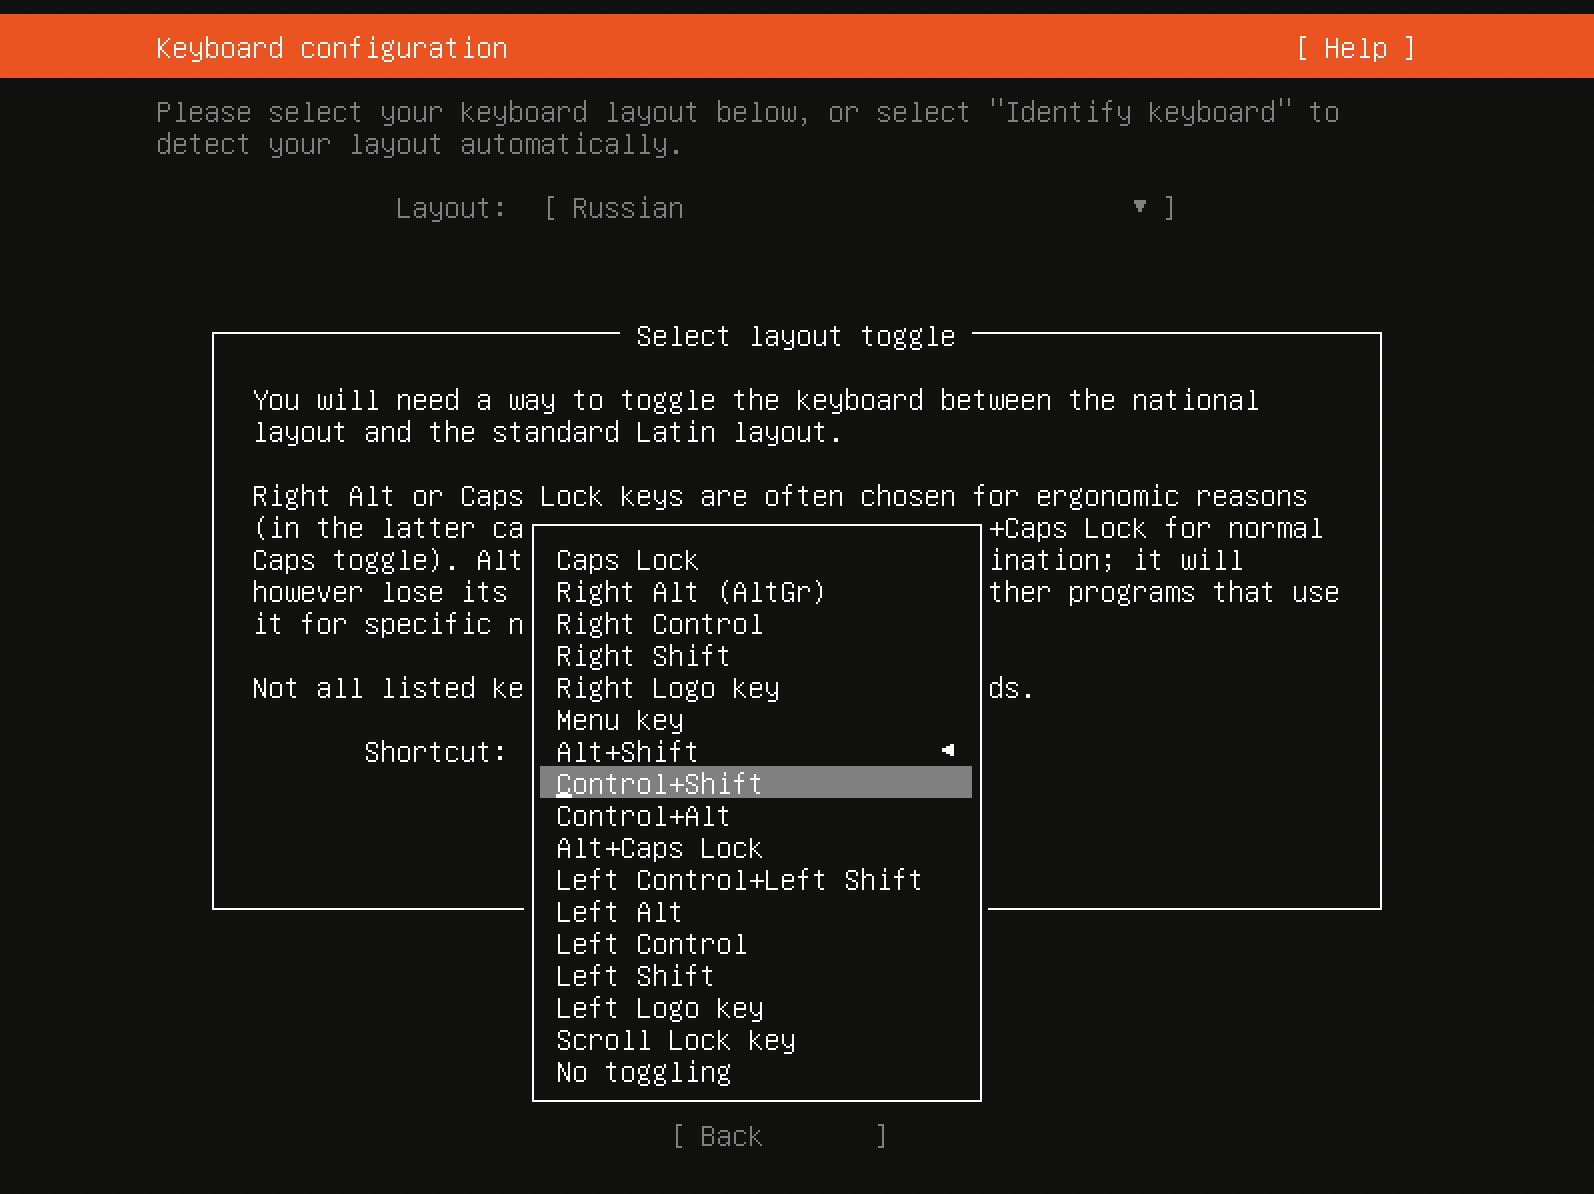 Keyboard configuration [ Help ]
Please select your keyboard layout below, or select "Identify keyboard" to
detect your layout automatically.
Layout: [ Russian ▾ ]
Select layout toggle
You will need a way to toggle the keyboard between the national
layout and the standard Latin layout.
Right Alt or Caps Lock keys are often chosen for ergonomic reasons
(in the latter ca +Caps Lock for normal
Caps toggle). Alt ination; it will
however lose its ther programs that use
it for specific n
Not all listed ke ds.
Shortcut:
Caps Lock
Right Alt (AltGr)
Right Control
Right Shift
Right Logo key
Menu key
Alt+Shift ◂
Control+Shift
Control+Alt
Alt+Caps Lock
Left Control+Left Shift
Left Alt
Left Control
Left Shift
Left Logo key
Scroll Lock key
No toggling
[ Back ]